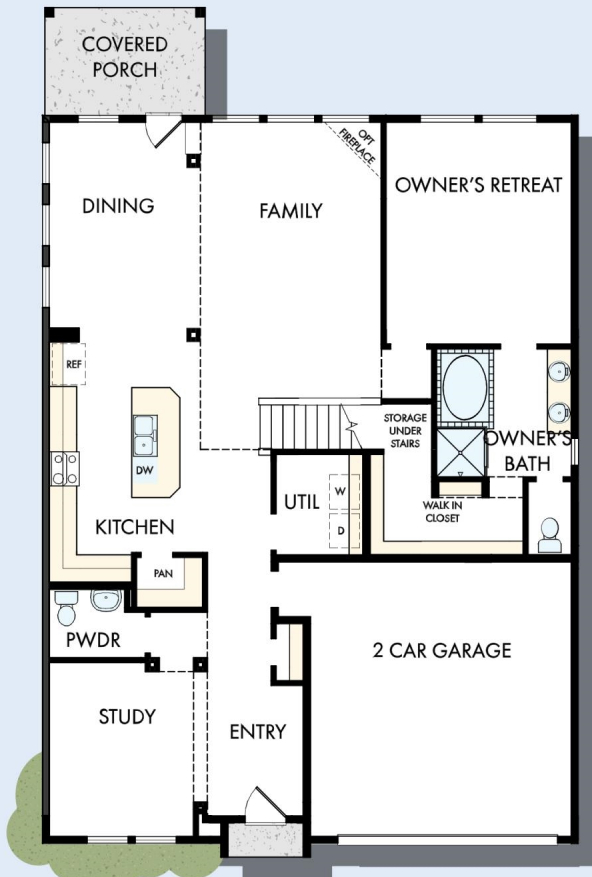 COVERED
PORCH
OPT
FIREPLACE
OWNER'S RETREAT
DINING
FAMILY
REF
STORAGE
UNDER
STAIRS
OWNER'S
BATH
DW
UTIL
W
D
WALK IN
CLOSET
KITCHEN
PAN
PWDR
2 CAR GARAGE
STUDY
ENTRY